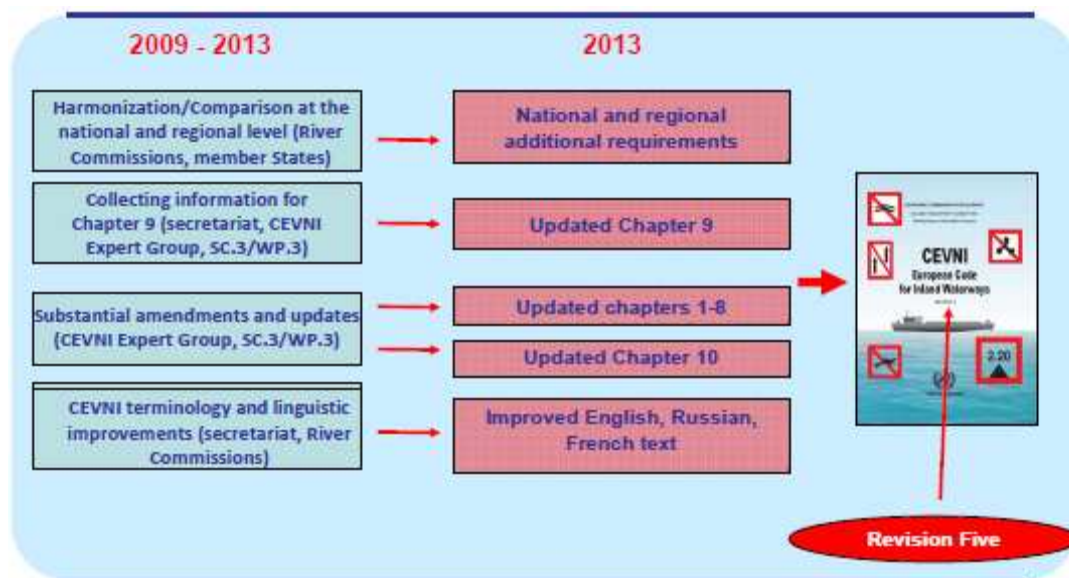 2009 - 2013
2013
Harmonization/Comparison at the
national and regional level (River
Commissions, member States)
National and regional
additional requirements
Collecting information for
Chapter 9 (secretariat, CEVNI
Expert Group, SC.3/WP.3)
Updated Chapter 9
Substantial amendments and updates
(CEVNI Expert Group, SC.3/WP.3)
Updated chapters 1-8
Updated Chapter 10
CEVNI terminology and linguistic
improvements (secretariat, River
Commissions)
Improved English, Russian,
French text
CEVNI
European Code
for Inland Waterways
2.20
Revision Five